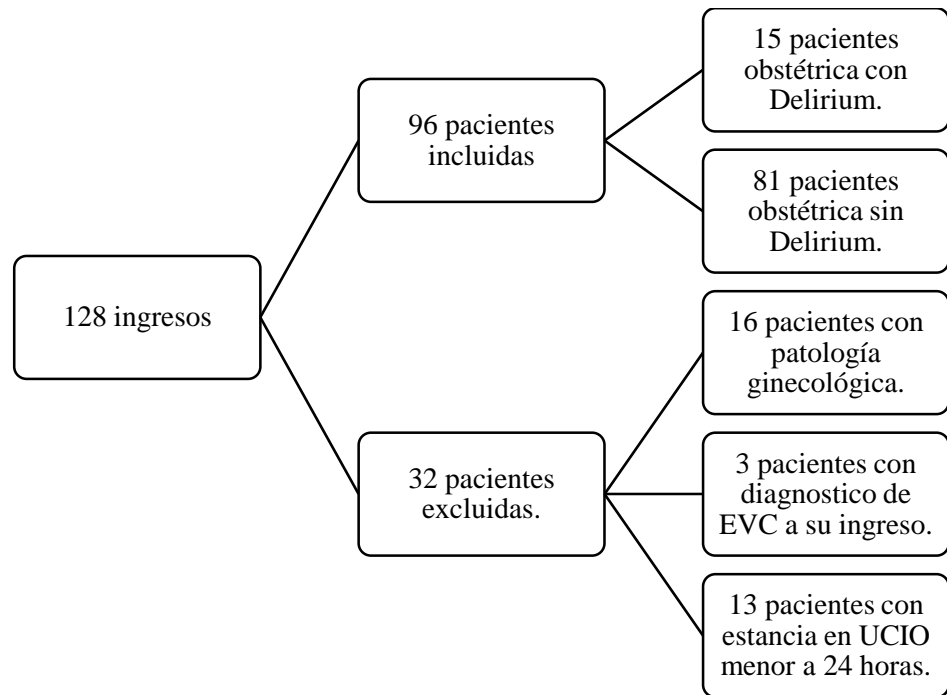 128 ingresos
96 pacientes
incluidas
15 pacientes
obstétrica con
Delirium.
81 pacientes
obstétrica sin
Delirium.
32 pacientes
excluidas.
16 pacientes con
patología
ginecológica.
3 pacientes con
diagnostico de
EVC a su ingreso.
13 pacientes con
estancia en UCIO
menor a 24 horas.